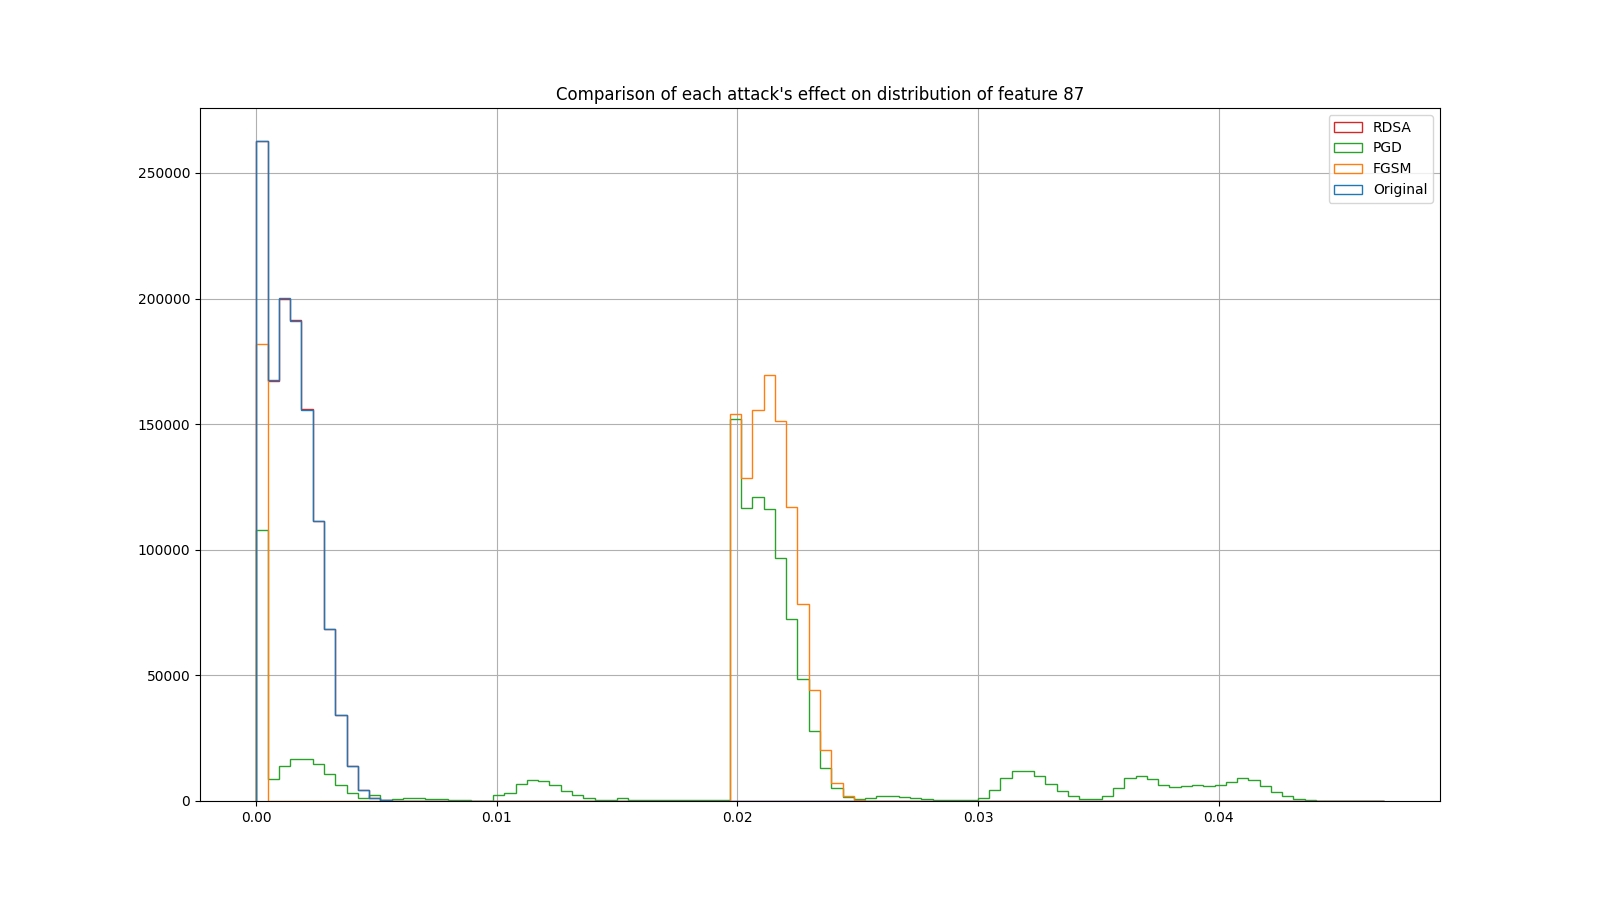 Comparison of each attack's effect on distribution of feature 87
RDSA
PGD
FGSM
Original
250000
200000
150000
100000
50000
0
0.00 0.01 0.02 0.03 0.04